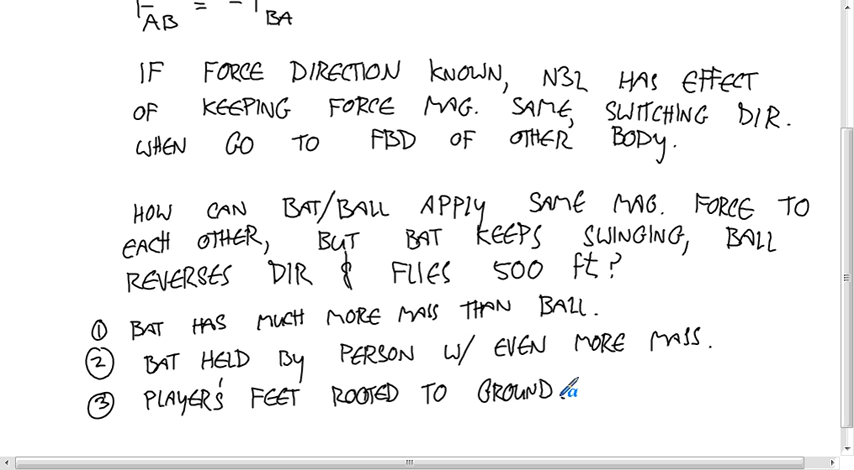 F AB = - F BA
IF FORCE DIRECTION KNOWN, N3L HAS EFFECT
OF KEEPING FORCE MAG. SAME, SWITCHING DIR.
WHEN GO TO FBD OF OTHER BODY.
HOW CAN BAT/BALL APPLY SAME MAG. FORCE TO
EACH OTHER, BUT BAT KEEPS SWINGING, BALL
REVERSES DIR & FLIES 500 ft?
① BAT HAS MUCH MORE MASS THAN BALL.
② BAT HELD BY PERSON W/ EVEN MORE MASS.
③ PLAYER'S FEET ROOTED TO GROUND.